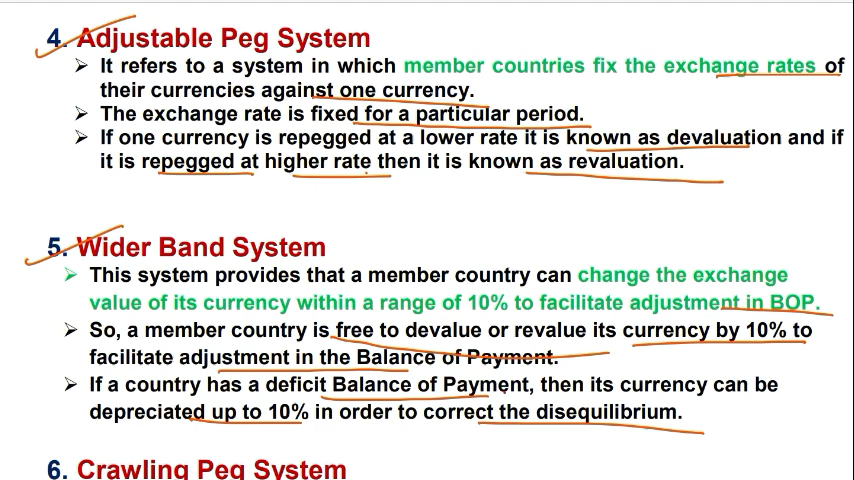 4. Adjustable Peg System
➢ It refers to a system in which member countries fix the exchange rates of
their currencies against one currency.
➢ The exchange rate is fixed for a particular period.
➢ If one currency is repegged at a lower rate it is known as devaluation and if
it is repegged at higher rate then it is known as revaluation.
5. Wider Band System
➢ This system provides that a member country can change the exchange
value of its currency within a range of 10% to facilitate adjustment in BOP.
➢ So, a member country is free to devalue or revalue its currency by 10% to
facilitate adjustment in the Balance of Payment.
➢ If a country has a deficit Balance of Payment, then its currency can be
depreciated up to 10% in order to correct the disequilibrium.
6. Crawling Peg System